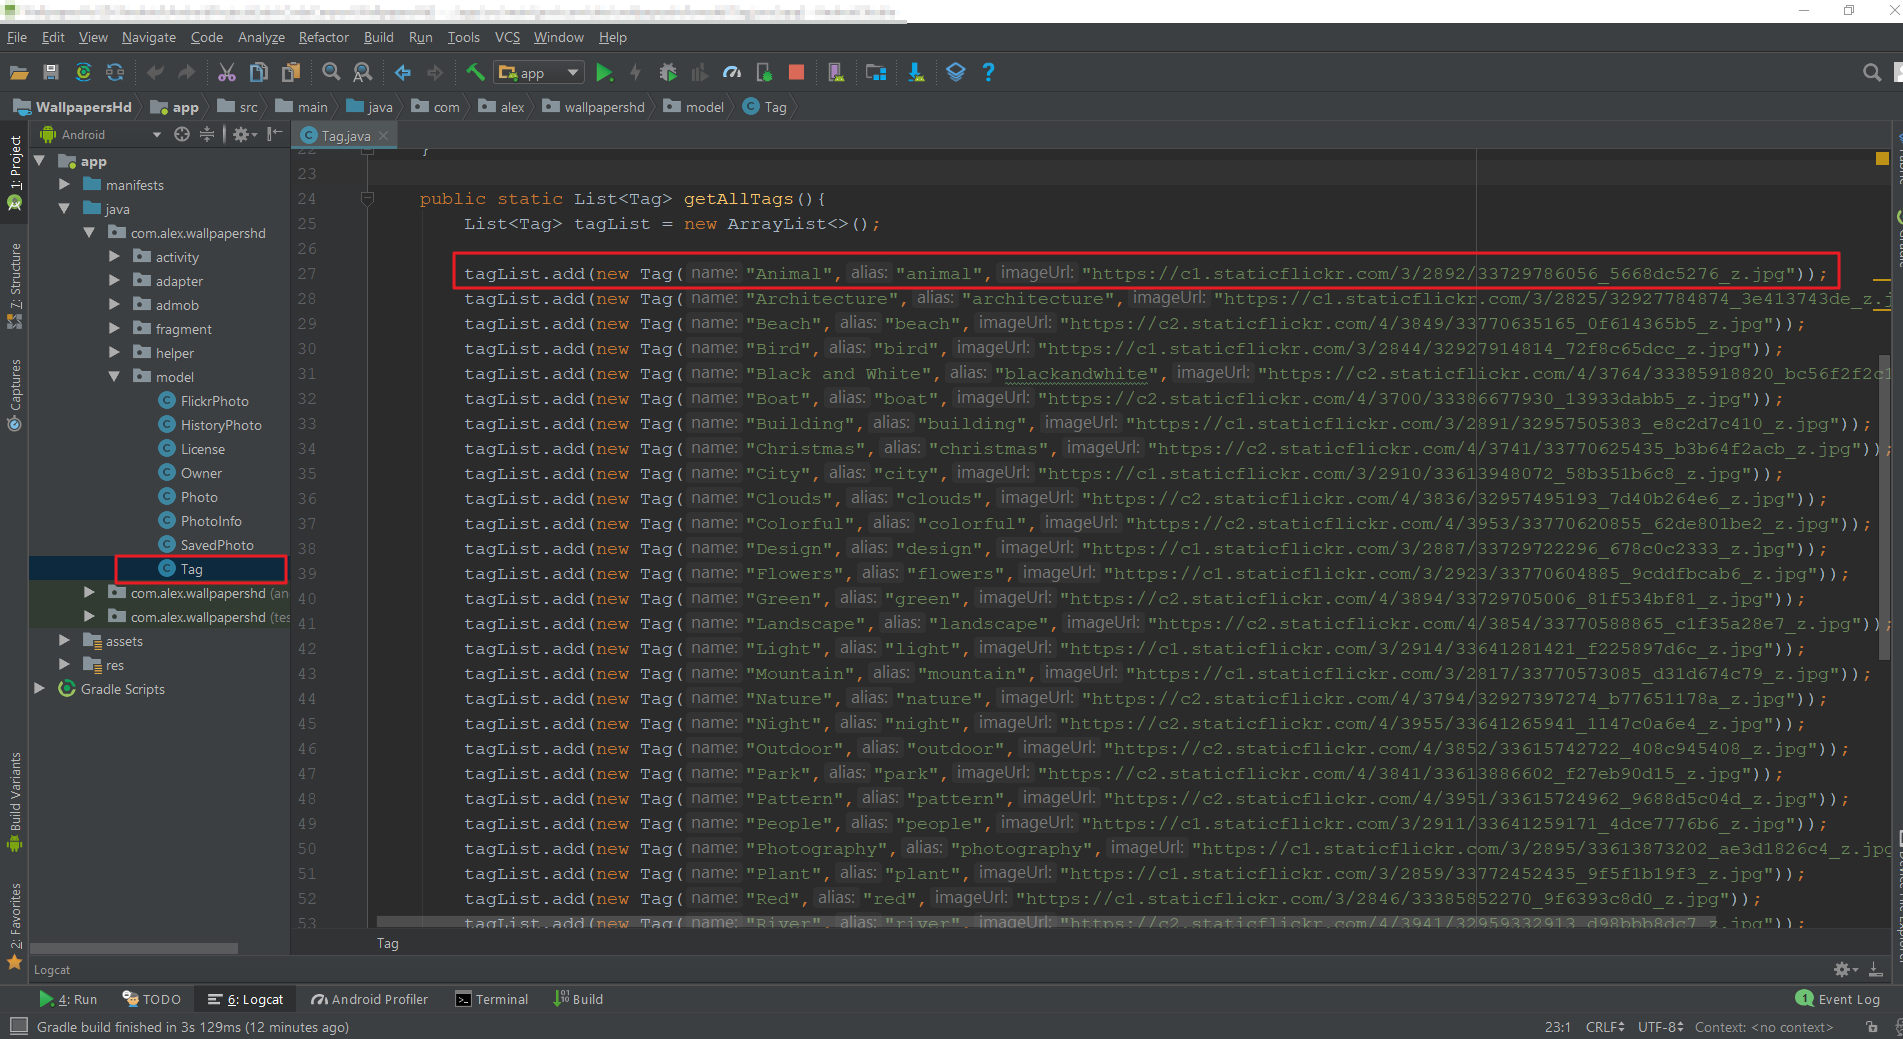 File Edit View Navigate Code Analyze Refactor Build Run Tools VCS Window Help
app
WallpapersHd app src main java com alex wallpapershd model Tag
Android
Tag.java
1: Project
7: Structure
Captures
Build Variants
2: Favorites
app
manifests
java
com.alex.wallpapershd
activity
adapter
admob
fragment
helper
model
FlickrPhoto
HistoryPhoto
License
Owner
Photo
PhotoInfo
SavedPhoto
Tag
com.alex.wallpapershd (an
com.alex.wallpapershd (tes
assets
res
Gradle Scripts
22 }
23
24 public static List<Tag> getAllTags(){
25 List<Tag> tagList = new ArrayList<>();
26
27 tagList.add(new Tag( name: "Animal", alias: "animal", imageUrl: "https://c1.staticflickr.com/3/2892/33729786056_5668dc5276_z.jpg"));
28 tagList.add(new Tag( name: "Architecture", alias: "architecture", imageUrl: "https://c1.staticflickr.com/3/2825/32927784874_3e413743de_z.j
29 tagList.add(new Tag( name: "Beach", alias: "beach", imageUrl: "https://c2.staticflickr.com/4/3849/33770635165_0f614365b5_z.jpg"));
30 tagList.add(new Tag( name: "Bird", alias: "bird", imageUrl: "https://c1.staticflickr.com/3/2844/32927914814_72f8c65dcc_z.jpg"));
31 tagList.add(new Tag( name: "Black and White", alias: "blackandwhite", imageUrl: "https://c2.staticflickr.com/4/3764/33385918820_bc56f2f2c1
32 tagList.add(new Tag( name: "Boat", alias: "boat", imageUrl: "https://c2.staticflickr.com/4/3700/33386677930_13933dabb5_z.jpg"));
33 tagList.add(new Tag( name: "Building", alias: "building", imageUrl: "https://c1.staticflickr.com/3/2891/32957505383_e8c2d7c410_z.jpg"));
34 tagList.add(new Tag( name: "Christmas", alias: "christmas", imageUrl: "https://c2.staticflickr.com/4/3741/33770625435_b3b64f2acb_z.jpg"));
35 tagList.add(new Tag( name: "City", alias: "city", imageUrl: "https://c1.staticflickr.com/3/2910/33613948072_58b351b6c8_z.jpg"));
36 tagList.add(new Tag( name: "Clouds", alias: "clouds", imageUrl: "https://c2.staticflickr.com/4/3836/32957495193_7d40b264e6_z.jpg"));
37 tagList.add(new Tag( name: "Colorful", alias: "colorful", imageUrl: "https://c2.staticflickr.com/4/3953/33770620855_62de801be2_z.jpg"));
38 tagList.add(new Tag( name: "Design", alias: "design", imageUrl: "https://c1.staticflickr.com/3/2887/33729722296_678c0c2333_z.jpg"));
39 tagList.add(new Tag( name: "Flowers", alias: "flowers", imageUrl: "https://c1.staticflickr.com/3/2923/33770604885_9cddfbcab6_z.jpg"));
40 tagList.add(new Tag( name: "Green", alias: "green", imageUrl: "https://c2.staticflickr.com/4/3894/33729705006_81f534bf81_z.jpg"));
41 tagList.add(new Tag( name: "Landscape", alias: "landscape", imageUrl: "https://c2.staticflickr.com/4/3854/33770588865_c1f35a28e7_z.jpg"));
42 tagList.add(new Tag( name: "Light", alias: "light", imageUrl: "https://c1.staticflickr.com/3/2914/33641281421_f225897d6c_z.jpg"));
43 tagList.add(new Tag( name: "Mountain", alias: "mountain", imageUrl: "https://c1.staticflickr.com/3/2817/33770573085_d31d674c79_z.jpg"));
44 tagList.add(new Tag( name: "Nature", alias: "nature", imageUrl: "https://c2.staticflickr.com/4/3794/32927397274_b77651178a_z.jpg"));
45 tagList.add(new Tag( name: "Night", alias: "night", imageUrl: "https://c2.staticflickr.com/4/3955/33641265941_1147c0a6e4_z.jpg"));
46 tagList.add(new Tag( name: "Outdoor", alias: "outdoor", imageUrl: "https://c2.staticflickr.com/4/3852/33615742722_408c945408_z.jpg"));
47 tagList.add(new Tag( name: "Park", alias: "park", imageUrl: "https://c2.staticflickr.com/4/3841/33613886602_f27eb90d15_z.jpg"));
48 tagList.add(new Tag( name: "Pattern", alias: "pattern", imageUrl: "https://c2.staticflickr.com/4/3951/33615724962_9688d5c04d_z.jpg"));
49 tagList.add(new Tag( name: "People", alias: "people", imageUrl: "https://c1.staticflickr.com/3/2911/33641259171_4dce7776b6_z.jpg"));
50 tagList.add(new Tag( name: "Photography", alias: "photography", imageUrl: "https://c1.staticflickr.com/3/2895/33613873202_ae3d1826c4_z.jpg
51 tagList.add(new Tag( name: "Plant", alias: "plant", imageUrl: "https://c1.staticflickr.com/3/2859/33772452435_9f5f1b19f3_z.jpg"));
52 tagList.add(new Tag( name: "Red", alias: "red", imageUrl: "https://c1.staticflickr.com/3/2846/33385852270_9f6393c8d0_z.jpg"));
53 tagList.add(new Tag( name: "River", alias: "river", imageUrl: "https://c2.staticflickr.com/4/3941/32959332913_d98bbb8dc7_z.jpg"));
Tag
Logcat
4: Run TODO 6: Logcat Android Profiler Terminal Build 1 Event Log
Gradle build finished in 3s 129ms (12 minutes ago) 23:1 CRLF UTF-8 Context: <no context>